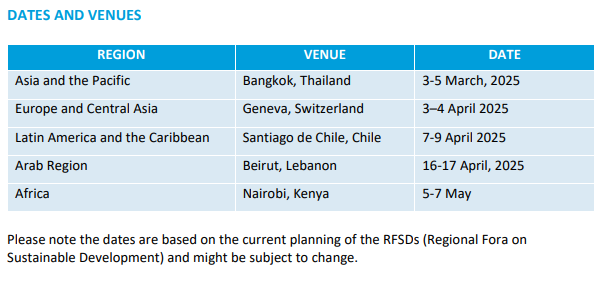 DATES AND VENUES
REGION VENUE DATE
Asia and the Pacific Bangkok, Thailand 3-5 March, 2025
Europe and Central Asia Geneva, Switzerland 3–4 April 2025
Latin America and the Caribbean Santiago de Chile, Chile 7-9 April 2025
Arab Region Beirut, Lebanon 16-17 April, 2025
Africa Nairobi, Kenya 5-7 May
Please note the dates are based on the current planning of the RFSDs (Regional Fora on
Sustainable Development) and might be subject to change.